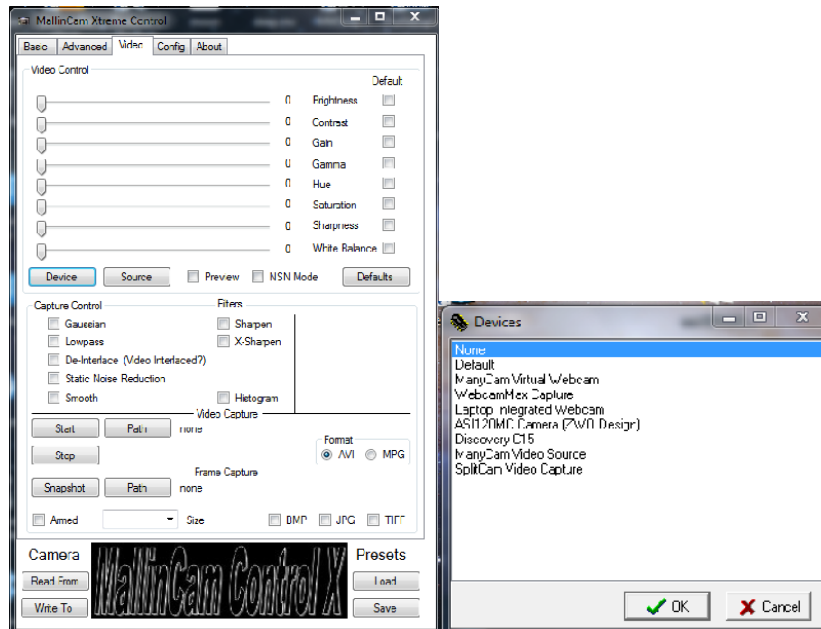 MallinCam Xtreme Control
Basic Advanced Video Config About
Video Control
Default
0 Brightness
0 Contrast
0 Gain
0 Gamma
0 Hue
0 Saturation
0 Sharpness
0 White Balance
Device Source Preview NSN Mode Defaults
Capture Control Filters
Gaussian Sharpen
Lowpass X-Sharpen
De-Interlace (Video Interlaced?)
Static Noise Reduction
Smooth Histogram
Video Capture
Start Path none
Format
Stop AVI MPG
Frame Capture
Snapshot Path none
Armed Size BMP JPG TIFF
Camera MallinCam Control X Presets
Read From Load
Write To Save
Devices
None
Default
ManyCam Virtual Webcam
WebcamMax Capture
Laptop Integrated Webcam
ASI120MC Camera (ZWO Design)
Discovery C15
ManyCam Video Source
SplitCam Video Capture
OK Cancel